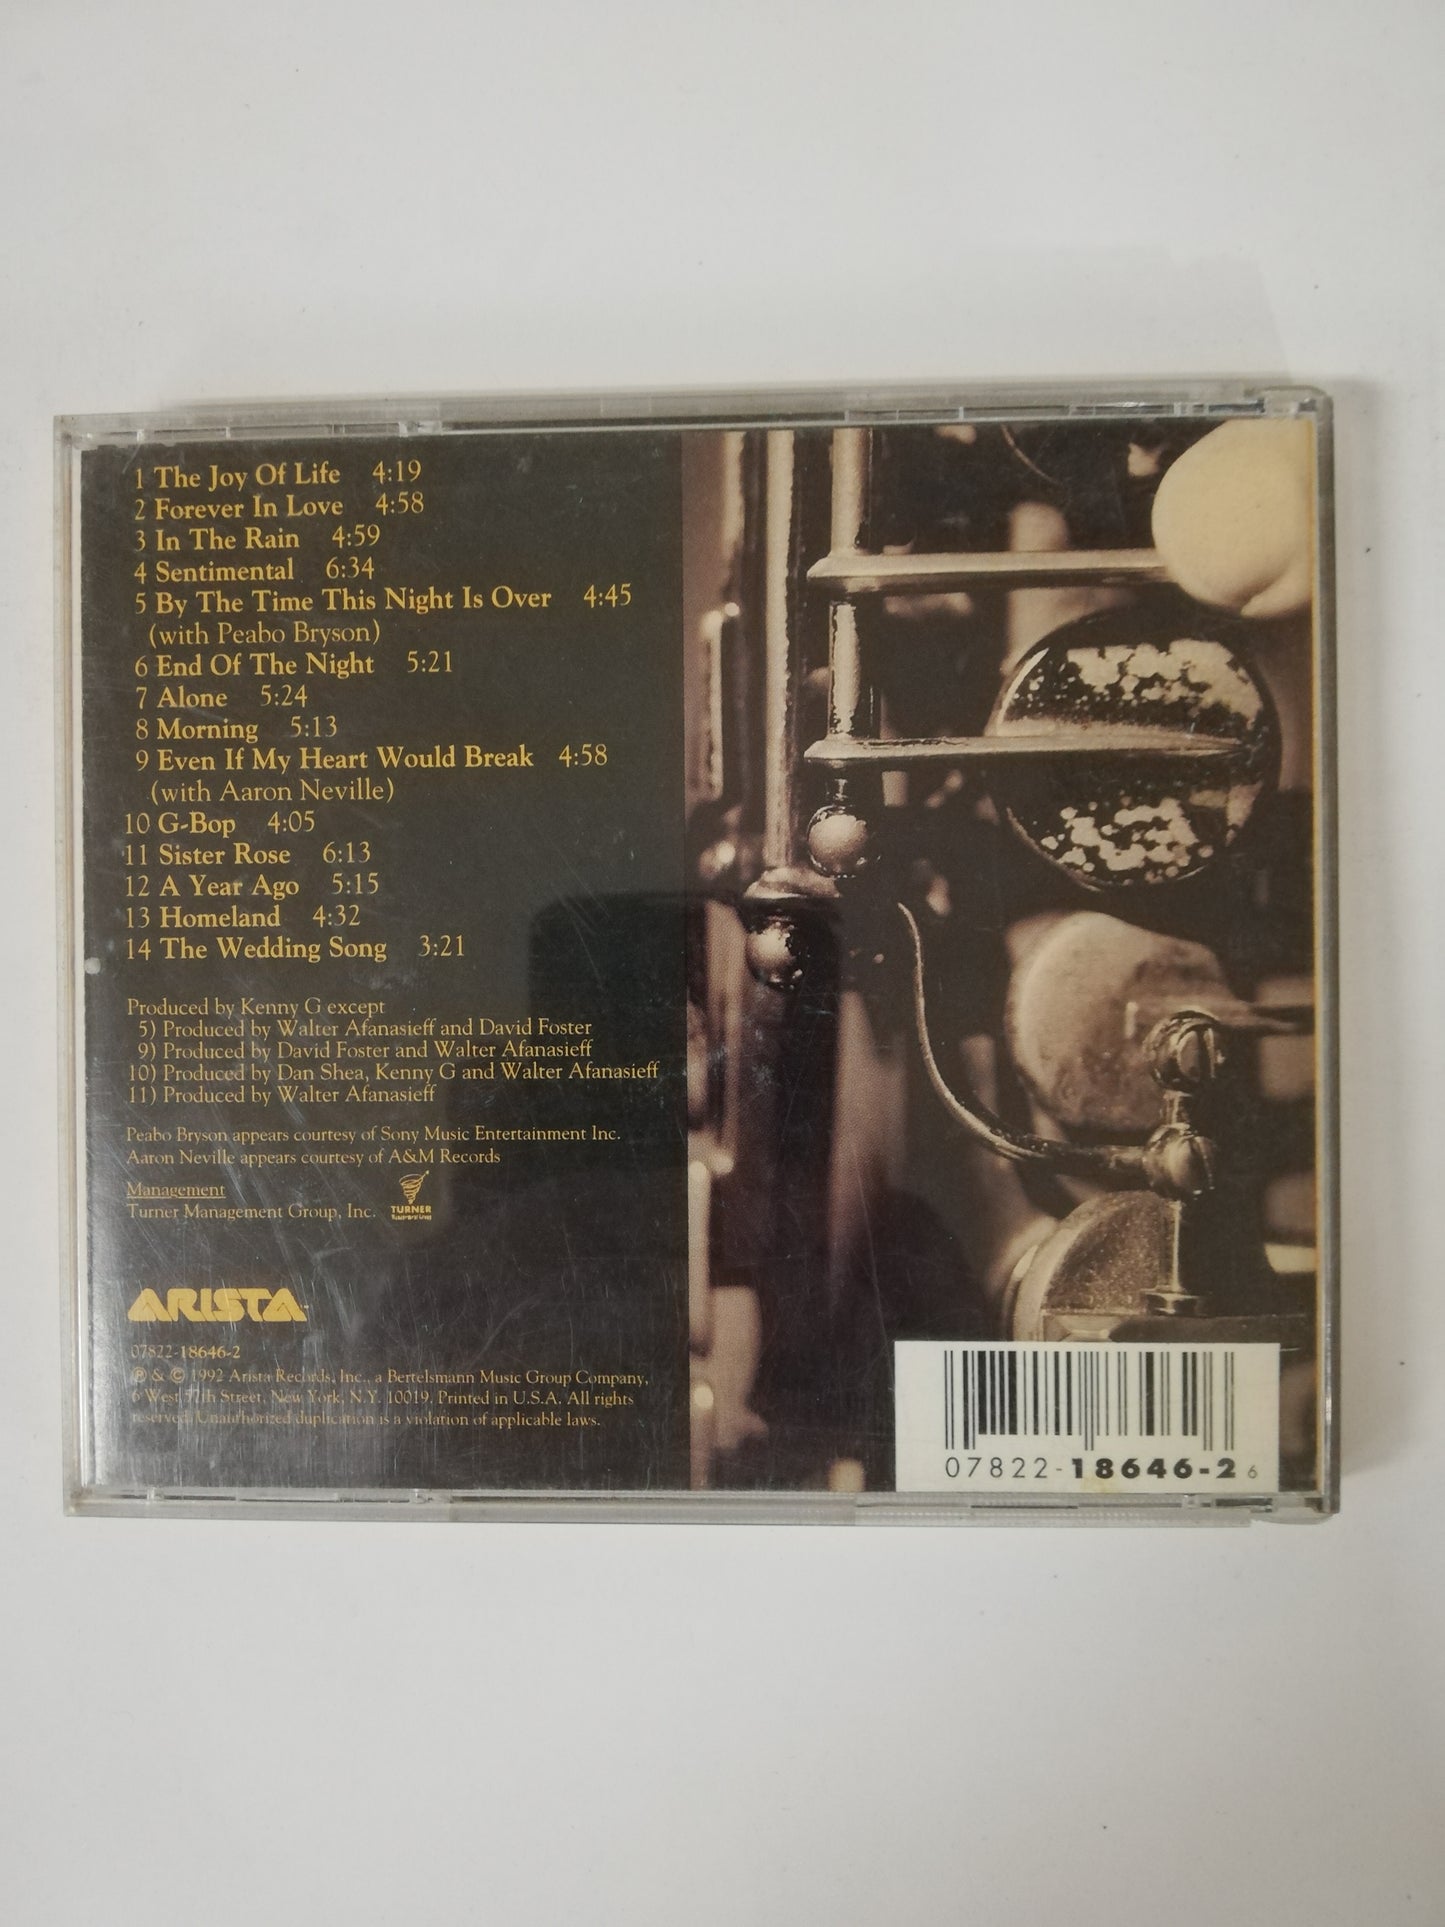 1 The Joy Of Life 4:19
2 Forever In Love 4:58
3 In The Rain 4:59
4 Sentimental 6:34
5 By The Time This Night Is Over 4:45
(with Peabo Bryson)
6 End Of The Night 5:21
7 Alone 5:24
8 Morning 5:13
9 Even If My Heart Would Break 4:58
(with Aaron Neville)
10 G-Bop 4:05
11 Sister Rose 6:13
12 A Year Ago 5:15
13 Homeland 4:32
14 The Wedding Song 3:21
Produced by Kenny G except
5) Produced by Walter Afanasieff and David Foster
9) Produced by David Foster and Walter Afanasieff
10) Produced by Dan Shea, Kenny G and Walter Afanasieff
11) Produced by Walter Afanasieff
Peabo Bryson appears courtesy of Sony Music Entertainment Inc.
Aaron Neville appears courtesy of A&M Records
Management
Turner Management Group, Inc.
TURNER
ARISTA
07822-18646-2
℗ & © 1992 Arista Records, Inc., a Bertelsmann Music Group Company,
6 West 57th Street, New York, N.Y. 10019. Printed in U.S.A. All rights
reserved. Unauthorized duplication is a violation of applicable laws.
07822-18646-2 6